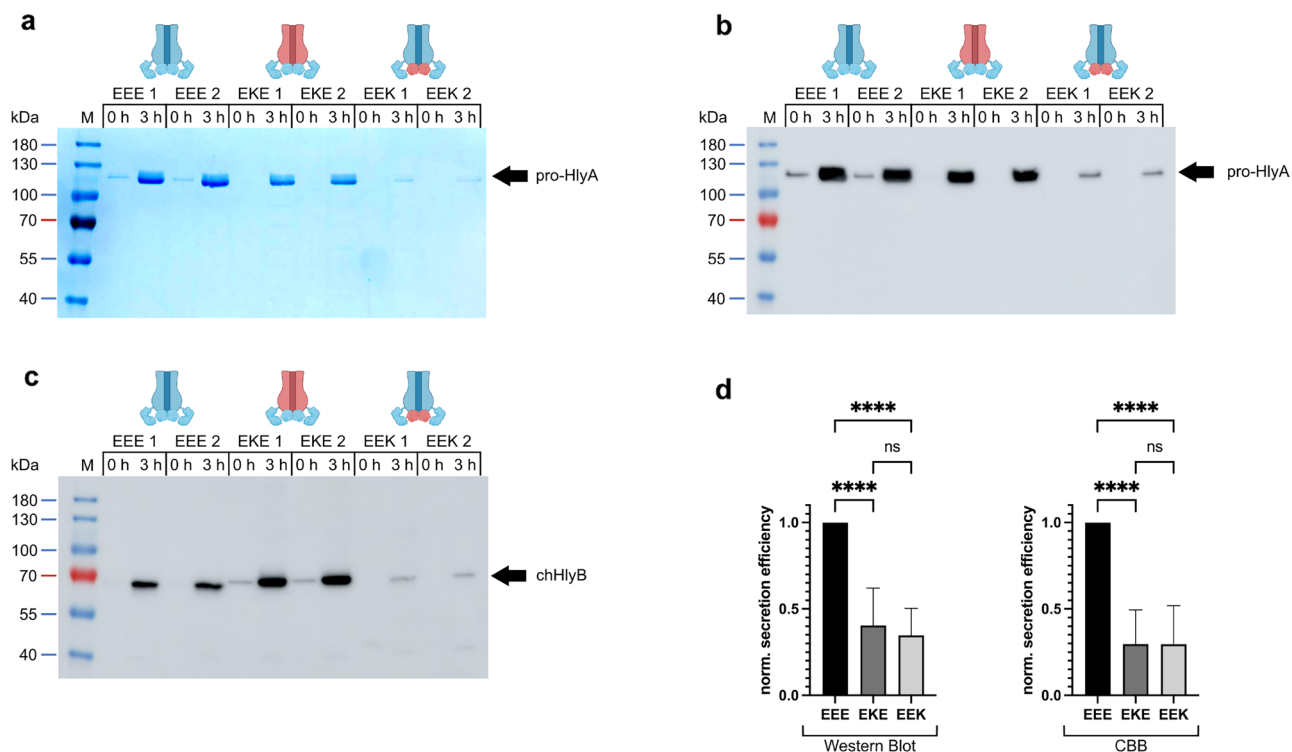 a
EEE 1 EEE 2 EKE 1 EKE 2 EEK 1 EEK 2
kDa M 0 h 3 h 0 h 3 h 0 h 3 h 0 h 3 h 0 h 3 h 0 h 3 h
180
130
pro-HlyA
100
70
55
40
b
EEE 1 EEE 2 EKE 1 EKE 2 EEK 1 EEK 2
kDa M 0 h 3 h 0 h 3 h 0 h 3 h 0 h 3 h 0 h 3 h 0 h 3 h
180
130
pro-HlyA
100
70
55
40
c
EEE 1 EEE 2 EKE 1 EKE 2 EEK 1 EEK 2
kDa M 0 h 3 h 0 h 3 h 0 h 3 h 0 h 3 h 0 h 3 h 0 h 3 h
180
130
100
70
chHlyB
55
40
d
****
ns
****
norm. secretion efficiency
1.0
0.5
0.0
EEE EKE EEK
Western Blot
****
ns
****
norm. secretion efficiency
1.0
0.5
0.0
EEE EKE EEK
CBB